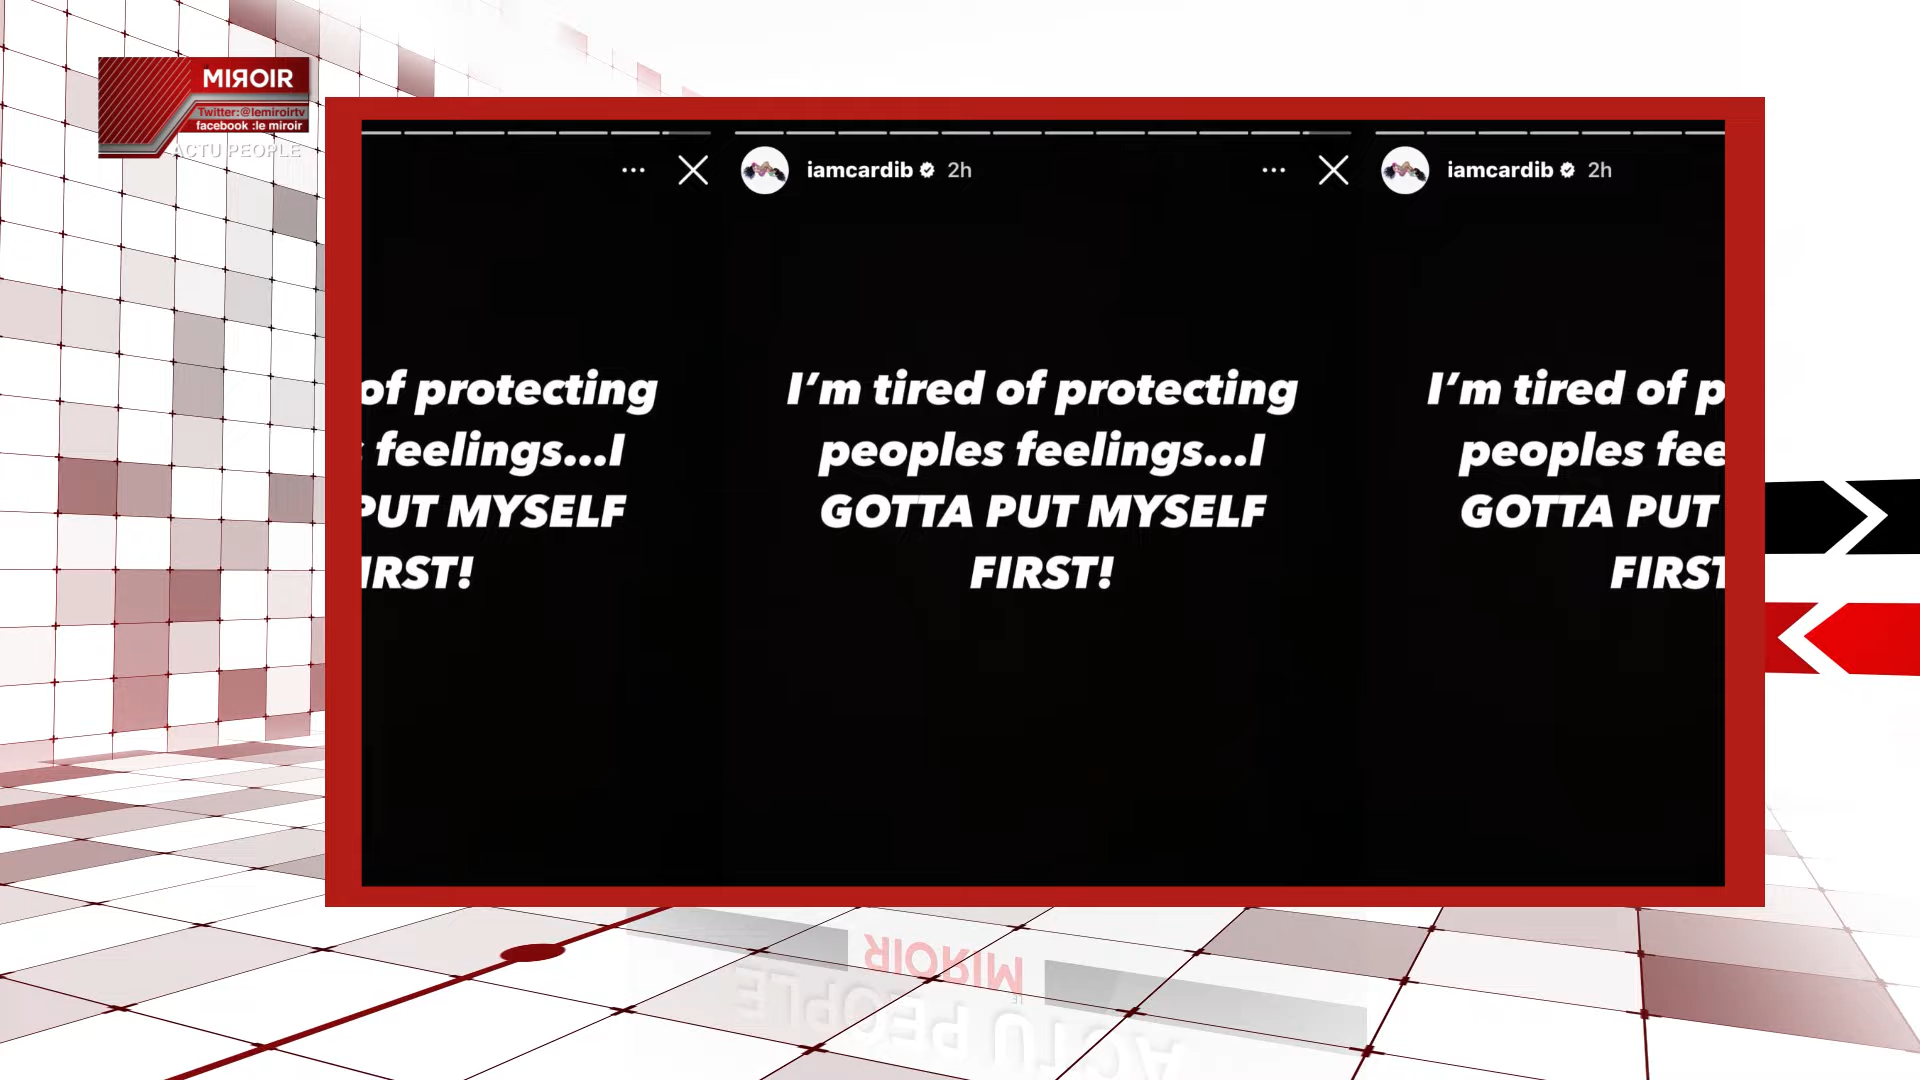 MIЯOIR
Twitter:@lemiroirtv
facebook :le miroir
ACTU PEOPLE
iamcardib 2h
iamcardib 2h
of protecting
feelings...I
PUT MYSELF
IRST!
I'm tired of protecting
peoples feelings...I
GOTTA PUT MYSELF
FIRST!
I'm tired of p
peoples fee
GOTTA PUT
FIRST
LE
MIЯOIR
ACTU PEOPLE